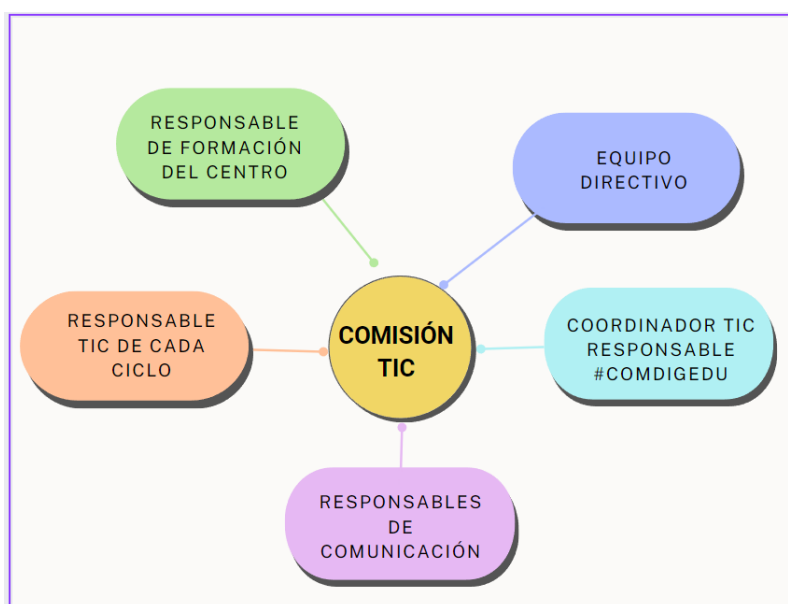 RESPONSABLE
DE FORMACIÓN
DEL CENTRO
EQUIPO
DIRECTIVO
RESPONSABLE
TIC DE CADA
CICLO
COMISIÓN
TIC
COORDINADOR TIC
RESPONSABLE
#COMDIGEDU
RESPONSABLES
DE
COMUNICACIÓN